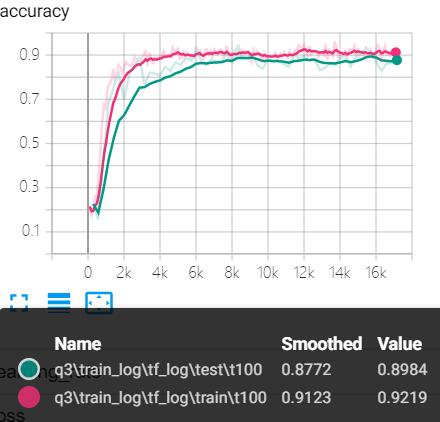 accuracy
0.9
0.7
0.5
0.3
0.1
0 2k 4k 6k 8k 10k 12k 14k 16k
Name Smoothed Value
q3\train_log\tf_log\test\t100 0.8772 0.8984
q3\train_log\tf_log\train\t100 0.9123 0.9219
oss